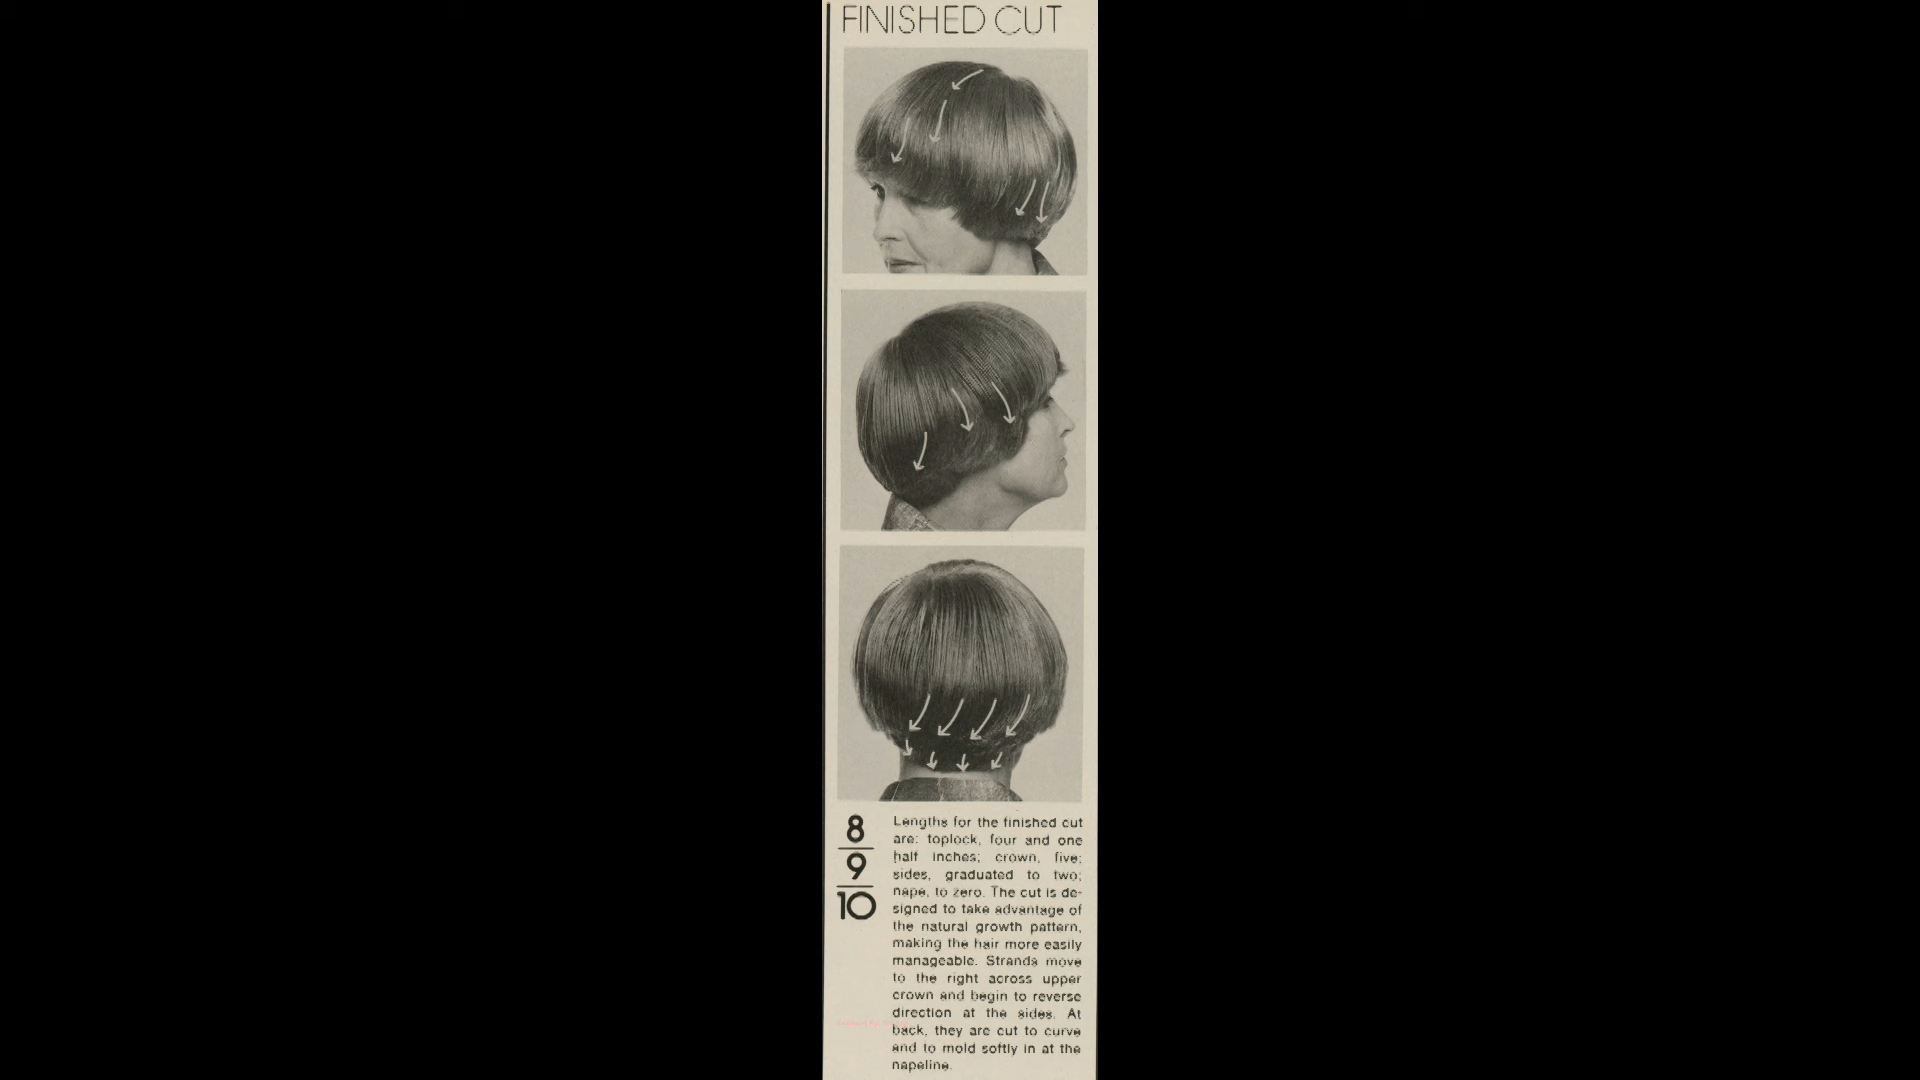 FINISHED CUT
8
9
10
Lengths for the finished cut
are: toplock, four and one
half inches; crown, five;
sides, graduated to two;
nape, to zero. The cut is de-
signed to take advantage of
the natural growth pattern,
making the hair more easily
manageable. Strands move
to the right across upper
crown and begin to reverse
direction at the sides. At
back, they are cut to curve
and to mold softly in at the
napeline.